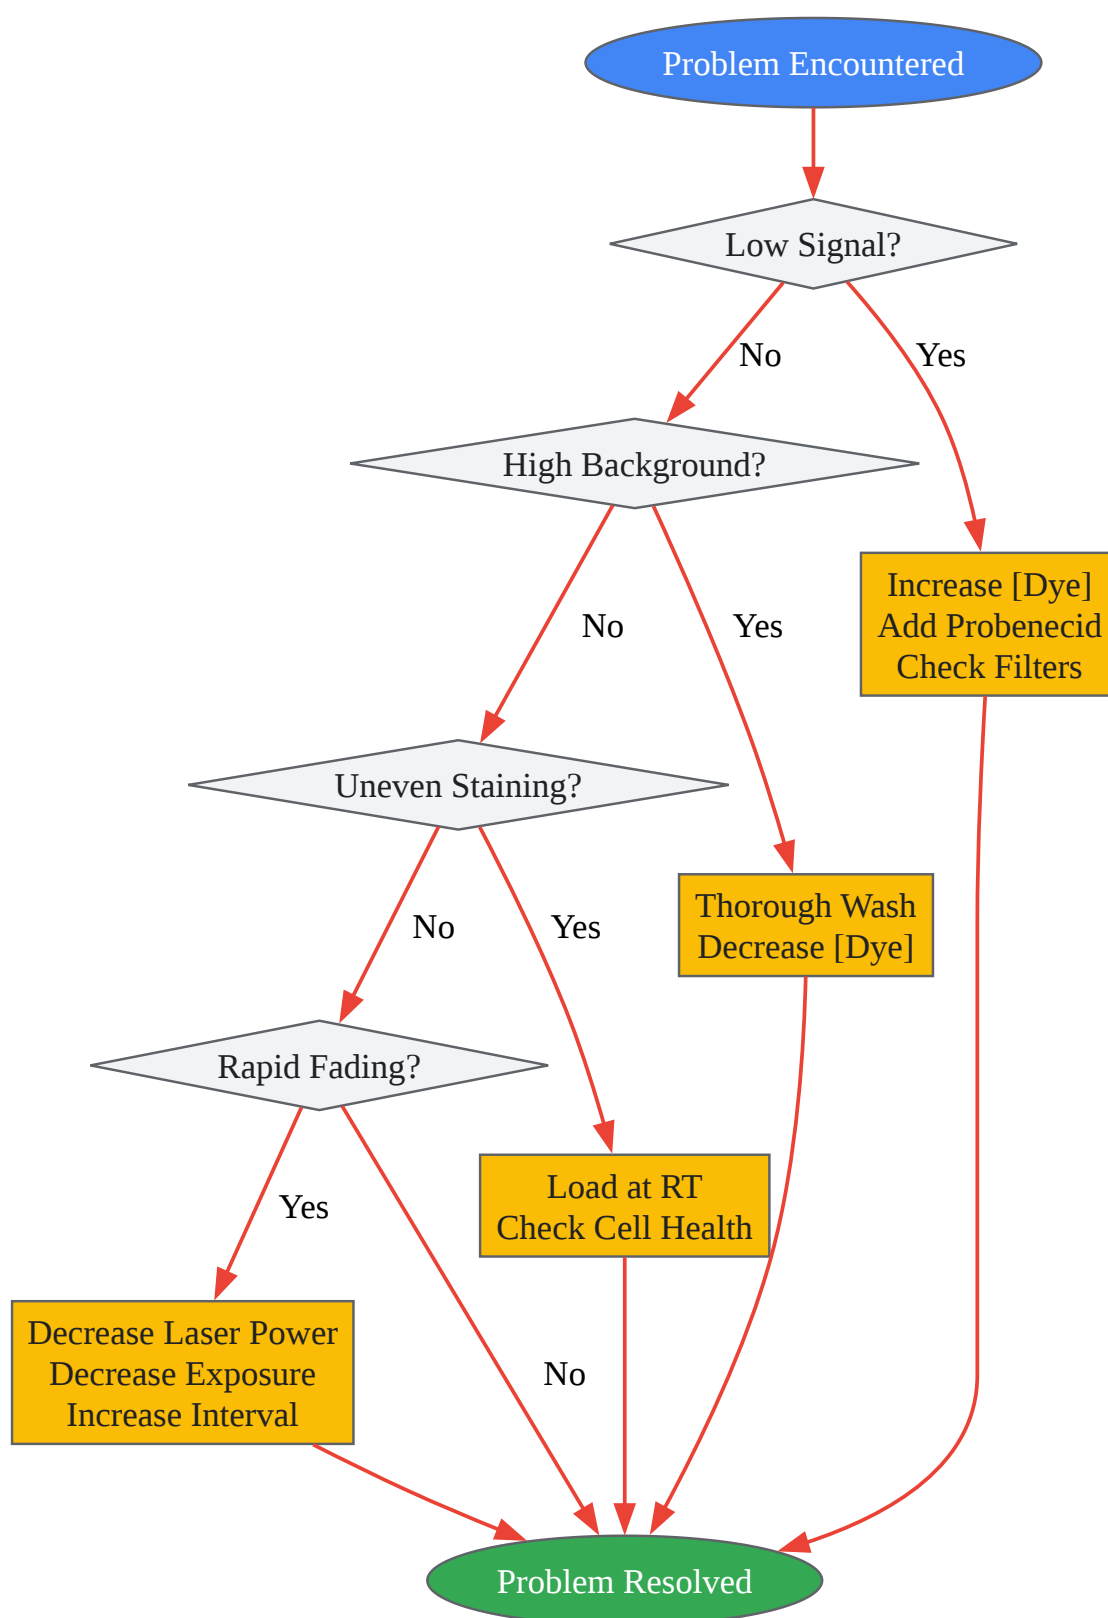 Problem Encountered
Low Signal?
No
Yes
High Background?
Increase [Dye]
Add Probenecid
Check Filters
No
Yes
Uneven Staining?
Thorough Wash
Decrease [Dye]
No
Yes
Rapid Fading?
Load at RT
Check Cell Health
Yes
Decrease Laser Power
Decrease Exposure
Increase Interval
No
Problem Resolved